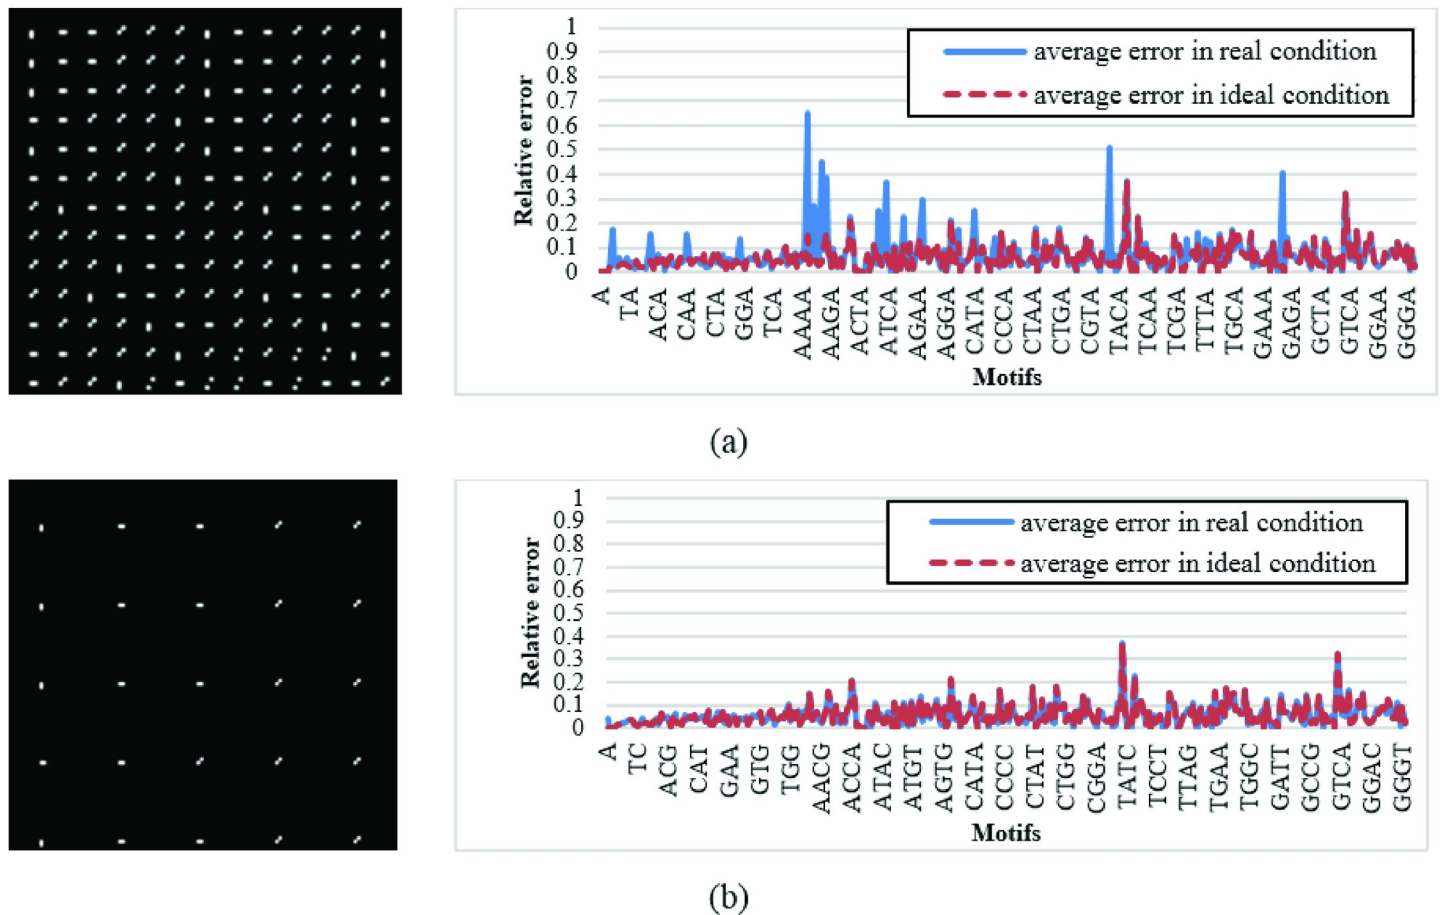 1
0.9
0.8
0.7
0.6
0.5
0.4
0.3
0.2
0.1
0
Relative error
average error in real condition
average error in ideal condition
A
TA
ACA
CAA
CTA
GGA
TCA
AAAA
AAGA
ACTA
ATCA
AGAA
AGGA
CATA
CCCA
CTAA
CTGA
CGTA
TACA
TCAA
TCGA
TTTA
TGCA
GAAA
GAGA
GCTA
GTCA
GGAA
GGGA
Motifs
(a)
1
0.9
0.8
0.7
0.6
0.5
0.4
0.3
0.2
0.1
0
Relative error
average error in real condition
average error in ideal condition
A
TC
ACG
CAT
GAA
GTG
TGG
AACG
ACCA
ATAC
ATGT
AGTG
CATA
CCCC
CTAT
CTGG
CGGA
TATC
TCCT
TTAG
TGAA
TGGC
GATT
GCCG
GTCA
GGAC
GGGT
Motifs
(b)